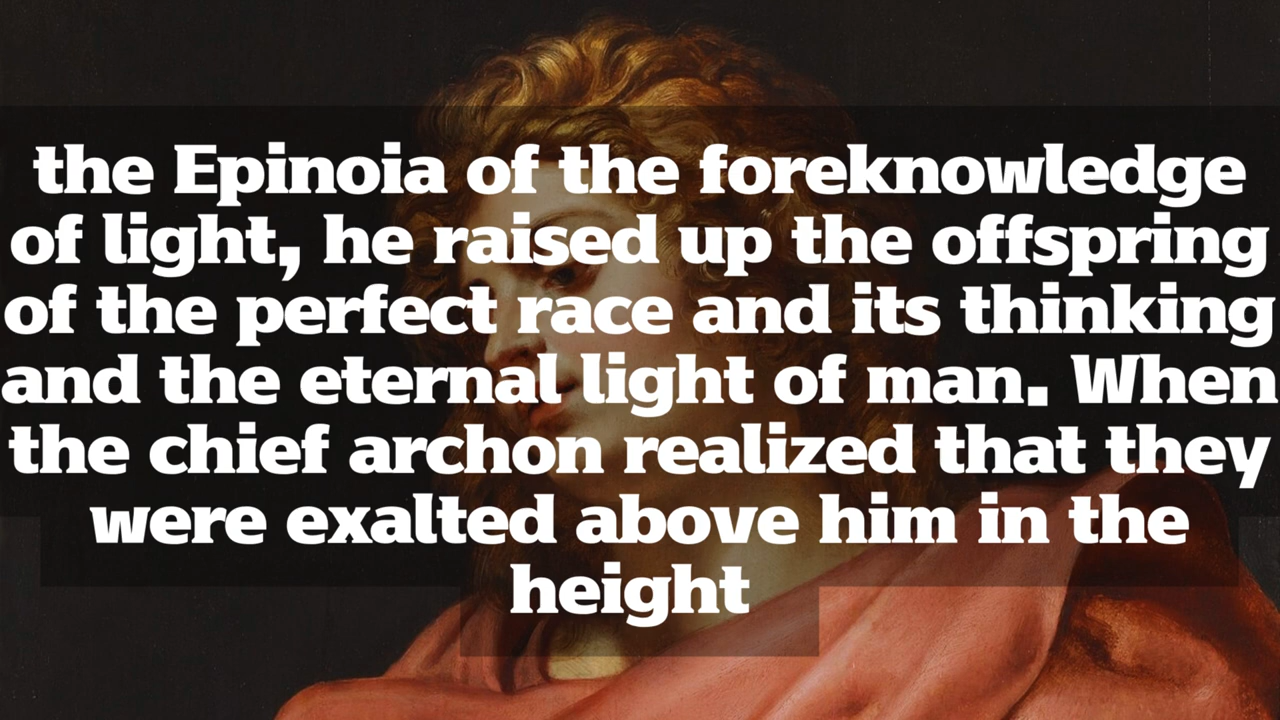 the Epinoia of the foreknowledge
of light, he raised up the offspring
of the perfect race and its thinking
and the eternal light of man. When
the chief archon realized that they
were exalted above him in the
height